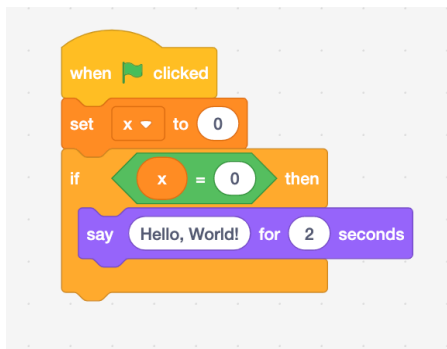 when clicked
set x to 0
if x = 0 then
say Hello, World! for 2 seconds